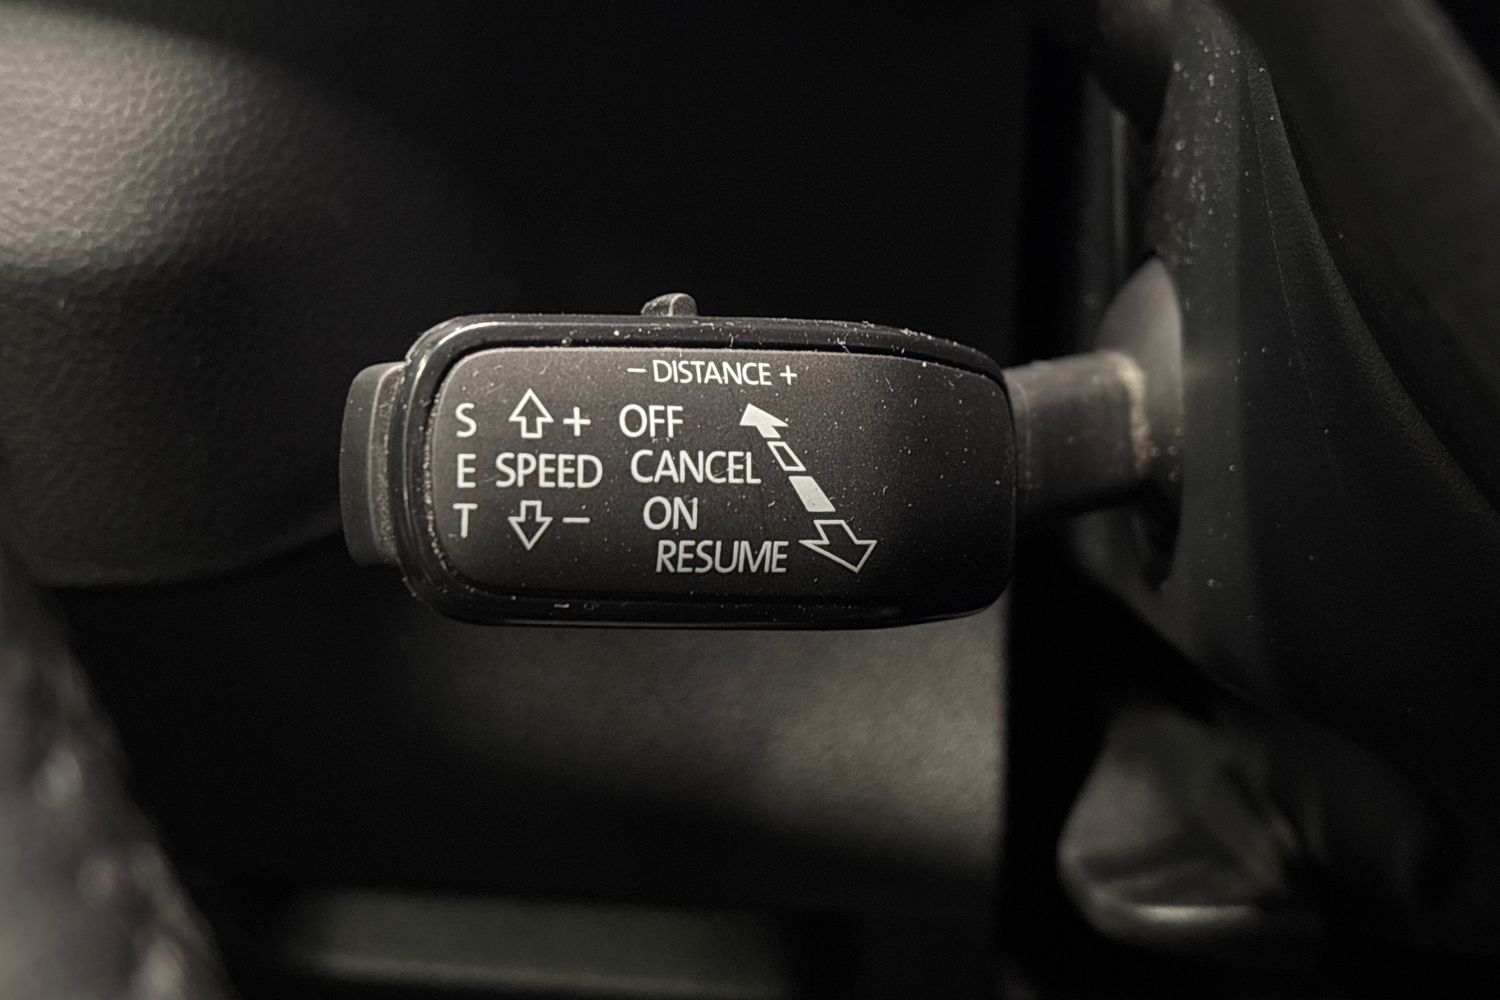 − DISTANCE +
S + OFF
E SPEED CANCEL
T − ON
RESUME